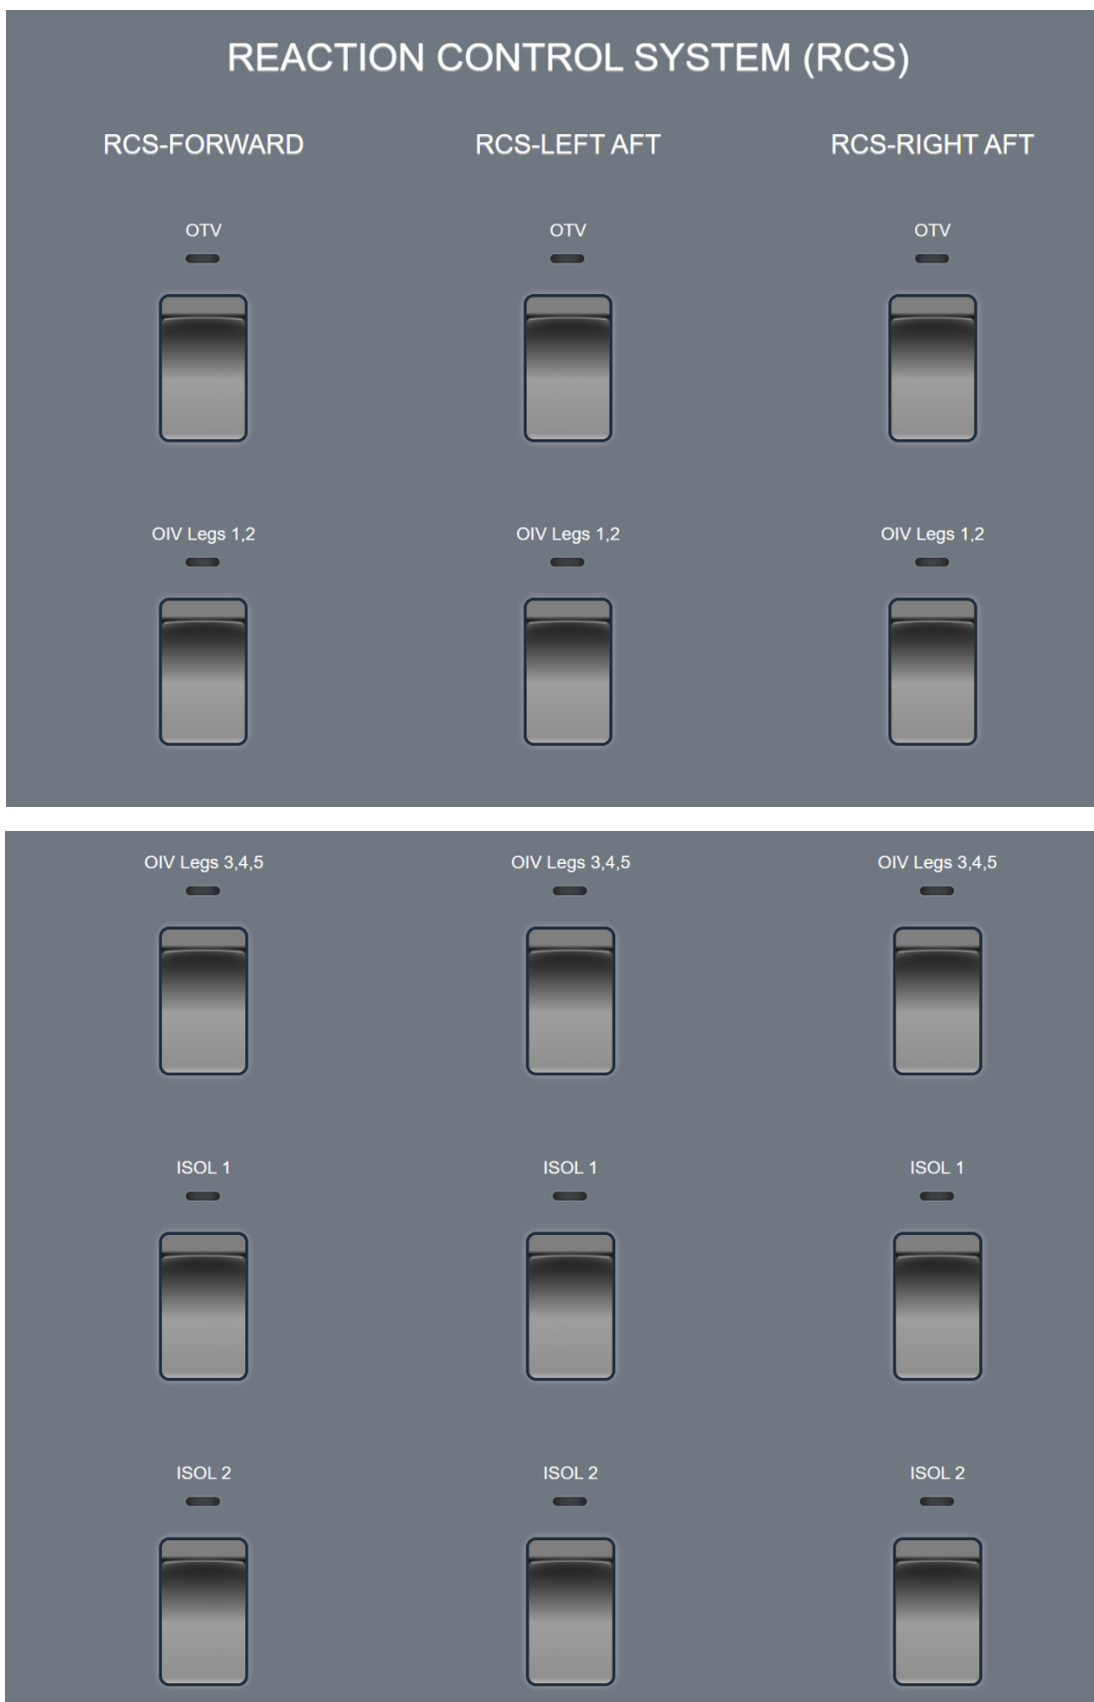 REACTION CONTROL SYSTEM (RCS)
RCS-FORWARD RCS-LEFT AFT RCS-RIGHT AFT
OTV OTV OTV
OIV Legs 1,2 OIV Legs 1,2 OIV Legs 1,2
OIV Legs 3,4,5 OIV Legs 3,4,5 OIV Legs 3,4,5
ISOL 1 ISOL 1 ISOL 1
ISOL 2 ISOL 2 ISOL 2